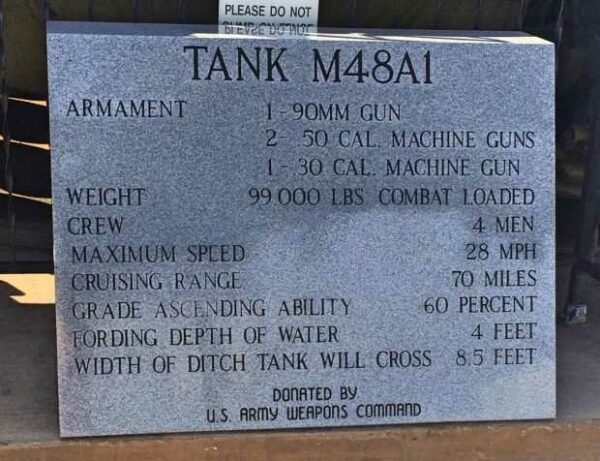 PLEASE DO NOT
TANK M48A1
ARMAMENT 1-90MM GUN
2-.50 CAL. MACHINE GUNS
1-.30 CAL. MACHINE GUN
WEIGHT 99,000 LBS COMBAT LOADED
CREW 4 MEN
MAXIMUM SPEED 28 MPH
CRUISING RANGE 70 MILES
GRADE ASCENDING ABILITY 60 PERCENT
FORDING DEPTH OF WATER 4 FEET
WIDTH OF DITCH TANK WILL CROSS 8.5 FEET
DONATED BY
U.S. ARMY WEAPONS COMMAND